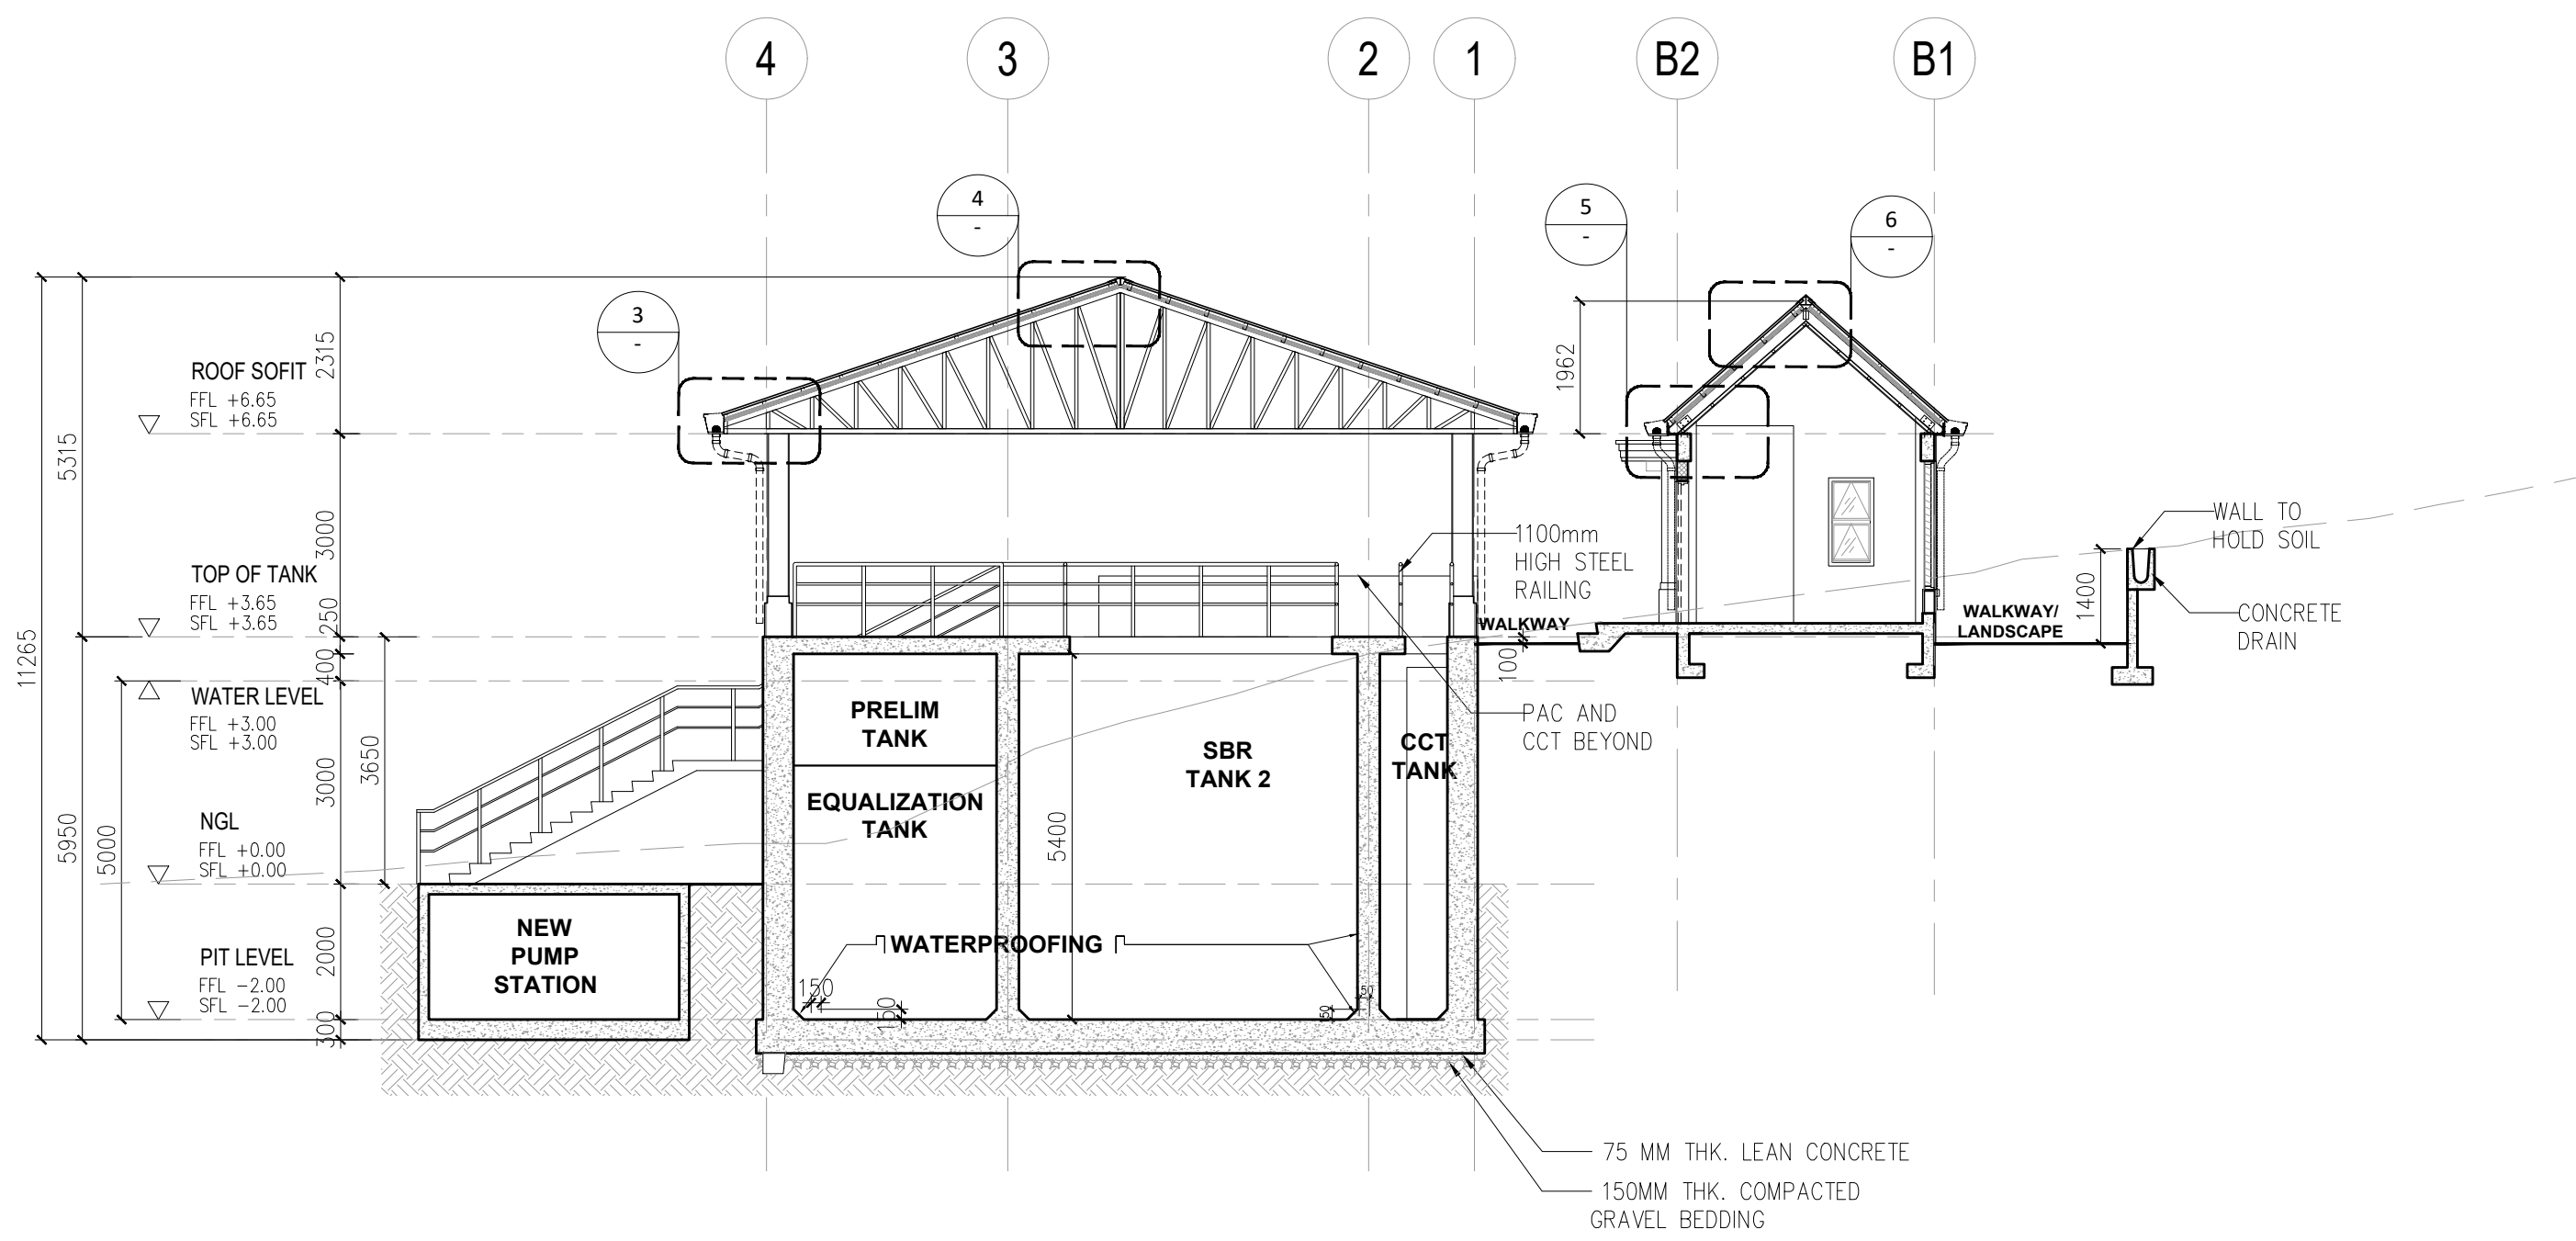 4
3
2
1
B2
B1
4
-
5
-
6
-
3
-
2315
ROOF SOFIT
FFL +6.65
SFL +6.65
1962
5315
3000
1100mm
HIGH STEEL
RAILING
WALL TO
HOLD SOIL
TOP OF TANK
FFL +3.65
SFL +3.65
250
1400
WALKWAY
WALKWAY/
LANDSCAPE
CONCRETE
DRAIN
11265
400
100
WATER LEVEL
FFL +3.00
SFL +3.00
PRELIM
TANK
PAC AND
CCT BEYOND
SBR
TANK 2
CCT
TANK
3650
3000
EQUALIZATION
TANK
NGL
FFL +0.00
SFL +0.00
5950
5000
5400
NEW
PUMP
STATION
WATERPROOFING
2000
PIT LEVEL
FFL -2.00
SFL -2.00
150
150
150
150
300
75 MM THK. LEAN CONCRETE
150MM THK. COMPACTED
GRAVEL BEDDING